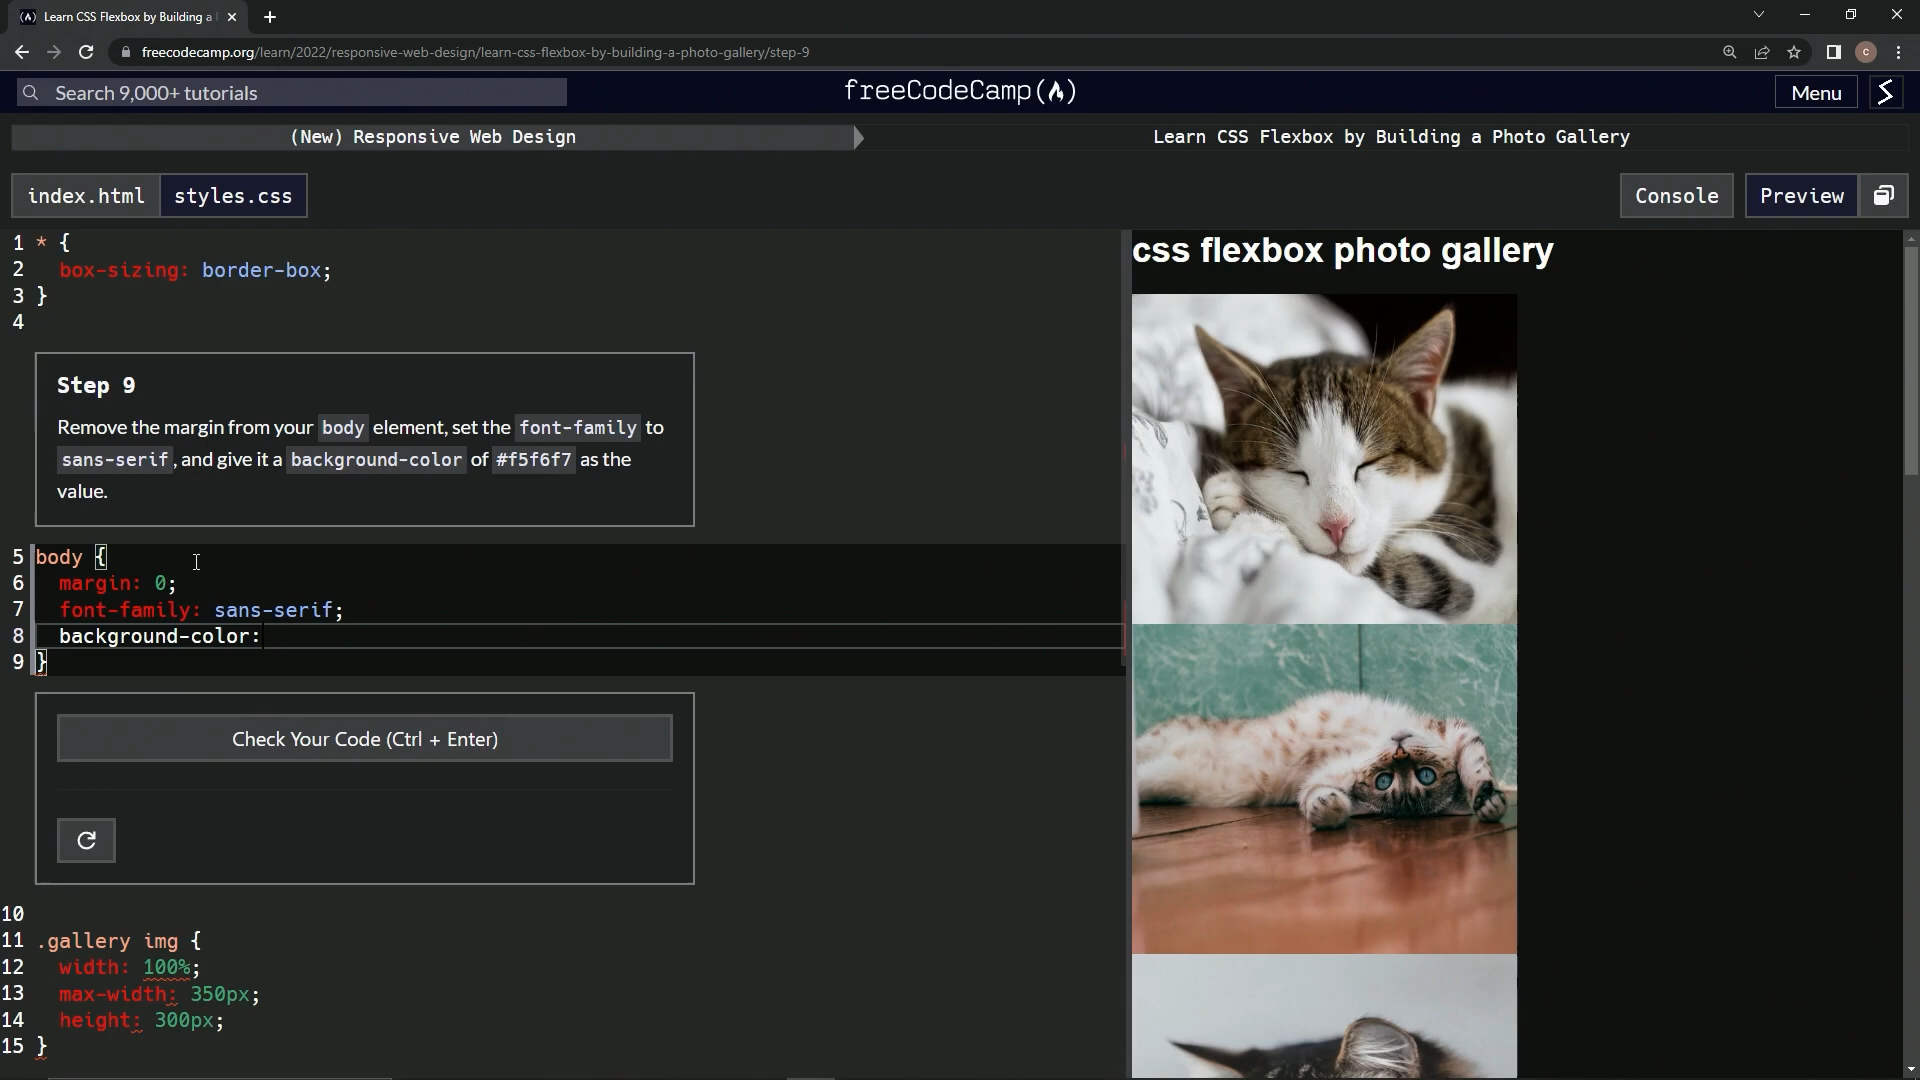 Learn CSS Flexbox by Building a
freecodecamp.org/learn/2022/responsive-web-design/learn-css-flexbox-by-building-a-photo-gallery/step-9
c
Search 9,000+ tutorials
freeCodeCamp
Menu
(New) Responsive Web Design
Learn CSS Flexbox by Building a Photo Gallery
index.html
styles.css
Console
Preview
1 * {
2 box-sizing: border-box;
3 }
4
Step 9
Remove the margin from your body element, set the font-family to
sans-serif, and give it a background-color of #f5f6f7 as the
value.
5 body {
6 margin: 0;
7 font-family: sans-serif;
8 background-color:
9 }
Check Your Code (Ctrl + Enter)
10
11 .gallery img {
12 width: 100%;
13 max-width: 350px;
14 height: 300px;
15 }
css flexbox photo gallery